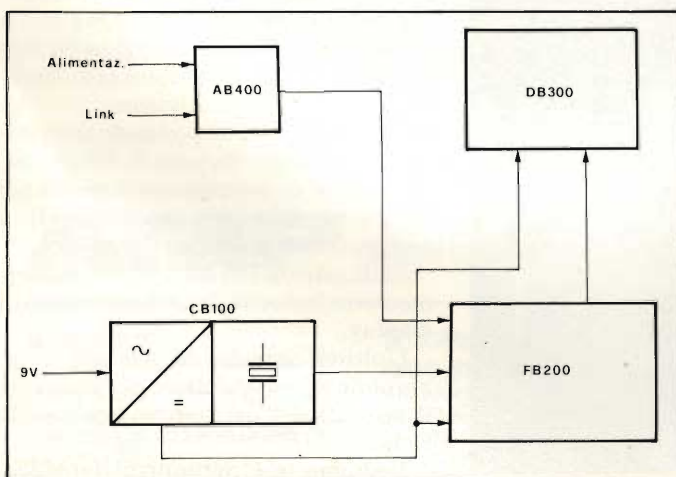 Alimentaz.
AB400
Link
DB300
CB100
9V
~
=
FB200